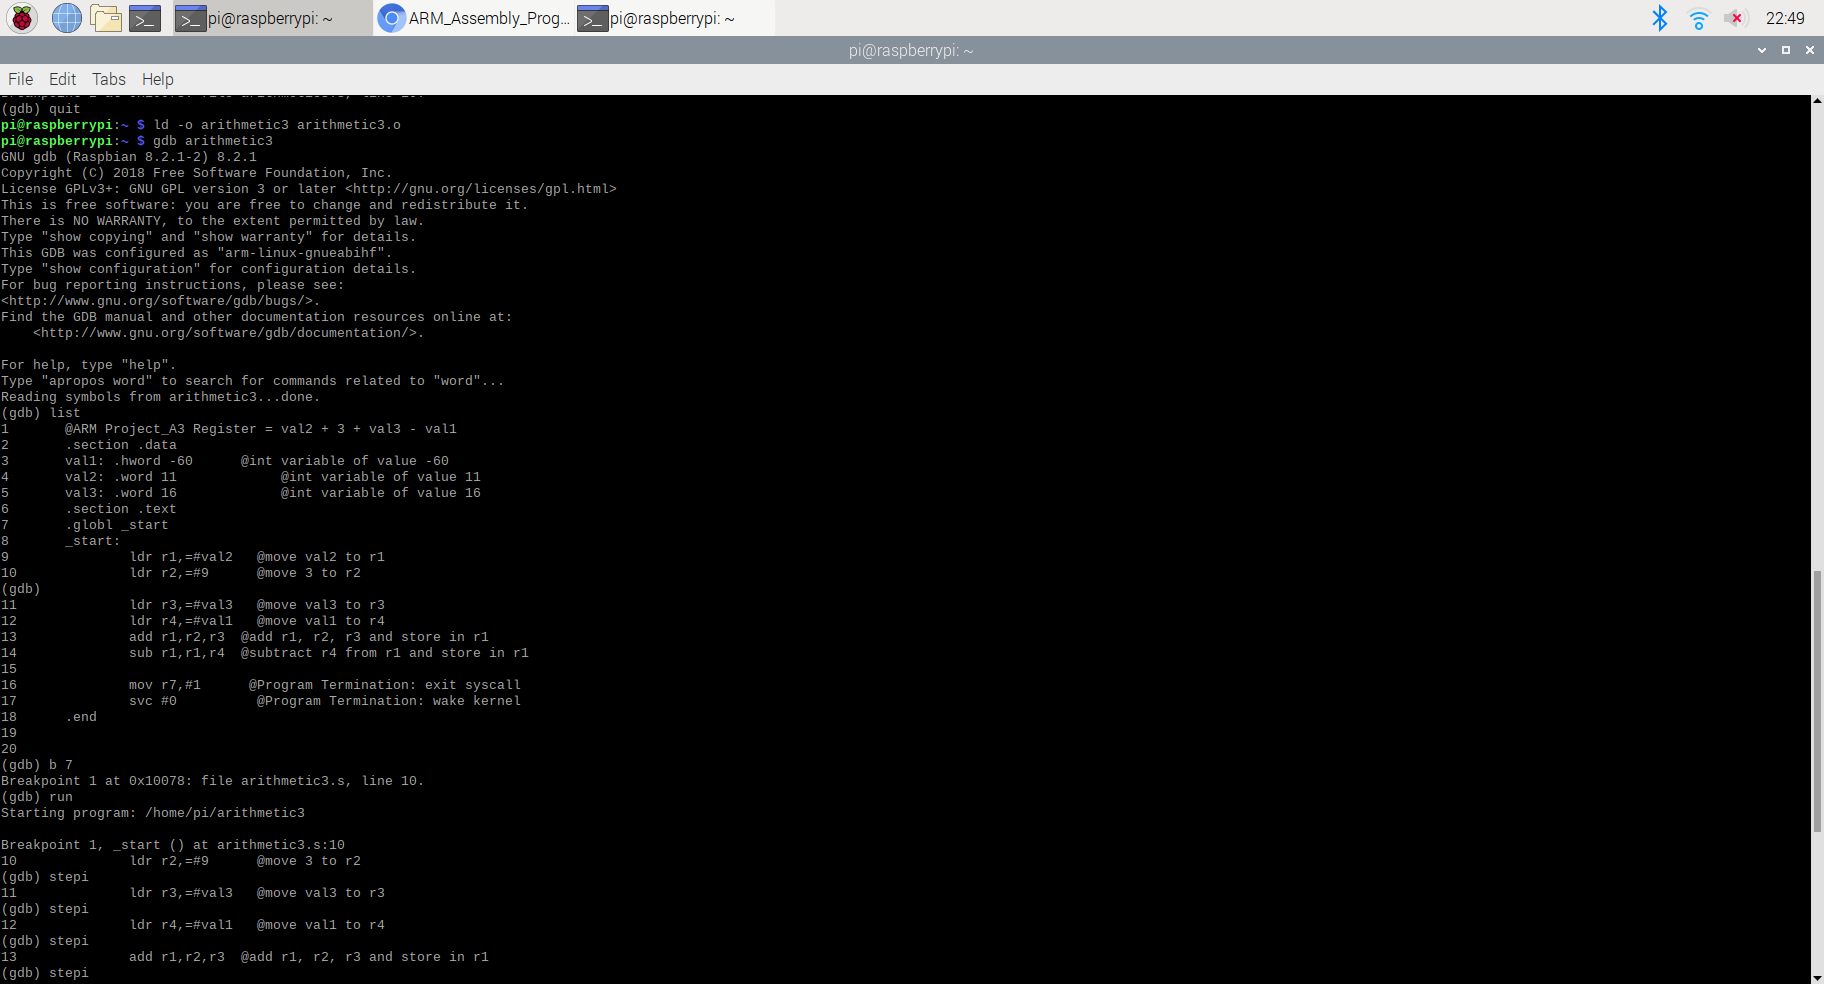 pi@raspberrypi: ~
ARM_Assembly_Prog...
pi@raspberrypi: ~
22:49
pi@raspberrypi: ~
File Edit Tabs Help
(gdb) quit
pi@raspberrypi:~ $ ld -o arithmetic3 arithmetic3.o
pi@raspberrypi:~ $ gdb arithmetic3
GNU gdb (Raspbian 8.2.1-2) 8.2.1
Copyright (C) 2018 Free Software Foundation, Inc.
License GPLv3+: GNU GPL version 3 or later <http://gnu.org/licenses/gpl.html>
This is free software: you are free to change and redistribute it.
There is NO WARRANTY, to the extent permitted by law.
Type "show copying" and "show warranty" for details.
This GDB was configured as "arm-linux-gnueabihf".
Type "show configuration" for configuration details.
For bug reporting instructions, please see:
<http://www.gnu.org/software/gdb/bugs/>.
Find the GDB manual and other documentation resources online at:
    <http://www.gnu.org/software/gdb/documentation/>.
For help, type "help".
Type "apropos word" to search for commands related to "word"...
Reading symbols from arithmetic3...done.
(gdb) list
1       @ARM Project_A3 Register = val2 + 3 + val3 - val1
2       .section .data
3       val1: .hword -60      @int variable of value -60
4       val2: .word 11             @int variable of value 11
5       val3: .word 16             @int variable of value 16
6       .section .text
7       .globl _start
8       _start:
9               ldr r1,=#val2   @move val2 to r1
10              ldr r2,=#9      @move 3 to r2
(gdb)
11              ldr r3,=#val3   @move val3 to r3
12              ldr r4,=#val1   @move val1 to r4
13              add r1,r2,r3  @add r1, r2, r3 and store in r1
14              sub r1,r1,r4  @subtract r4 from r1 and store in r1
15
16              mov r7,#1      @Program Termination: exit syscall
17              svc #0          @Program Termination: wake kernel
18      .end
19
20
(gdb) b 7
Breakpoint 1 at 0x10078: file arithmetic3.s, line 10.
(gdb) run
Starting program: /home/pi/arithmetic3
Breakpoint 1, _start () at arithmetic3.s:10
10              ldr r2,=#9      @move 3 to r2
(gdb) stepi
11              ldr r3,=#val3   @move val3 to r3
(gdb) stepi
12              ldr r4,=#val1   @move val1 to r4
(gdb) stepi
13              add r1,r2,r3  @add r1, r2, r3 and store in r1
(gdb) stepi